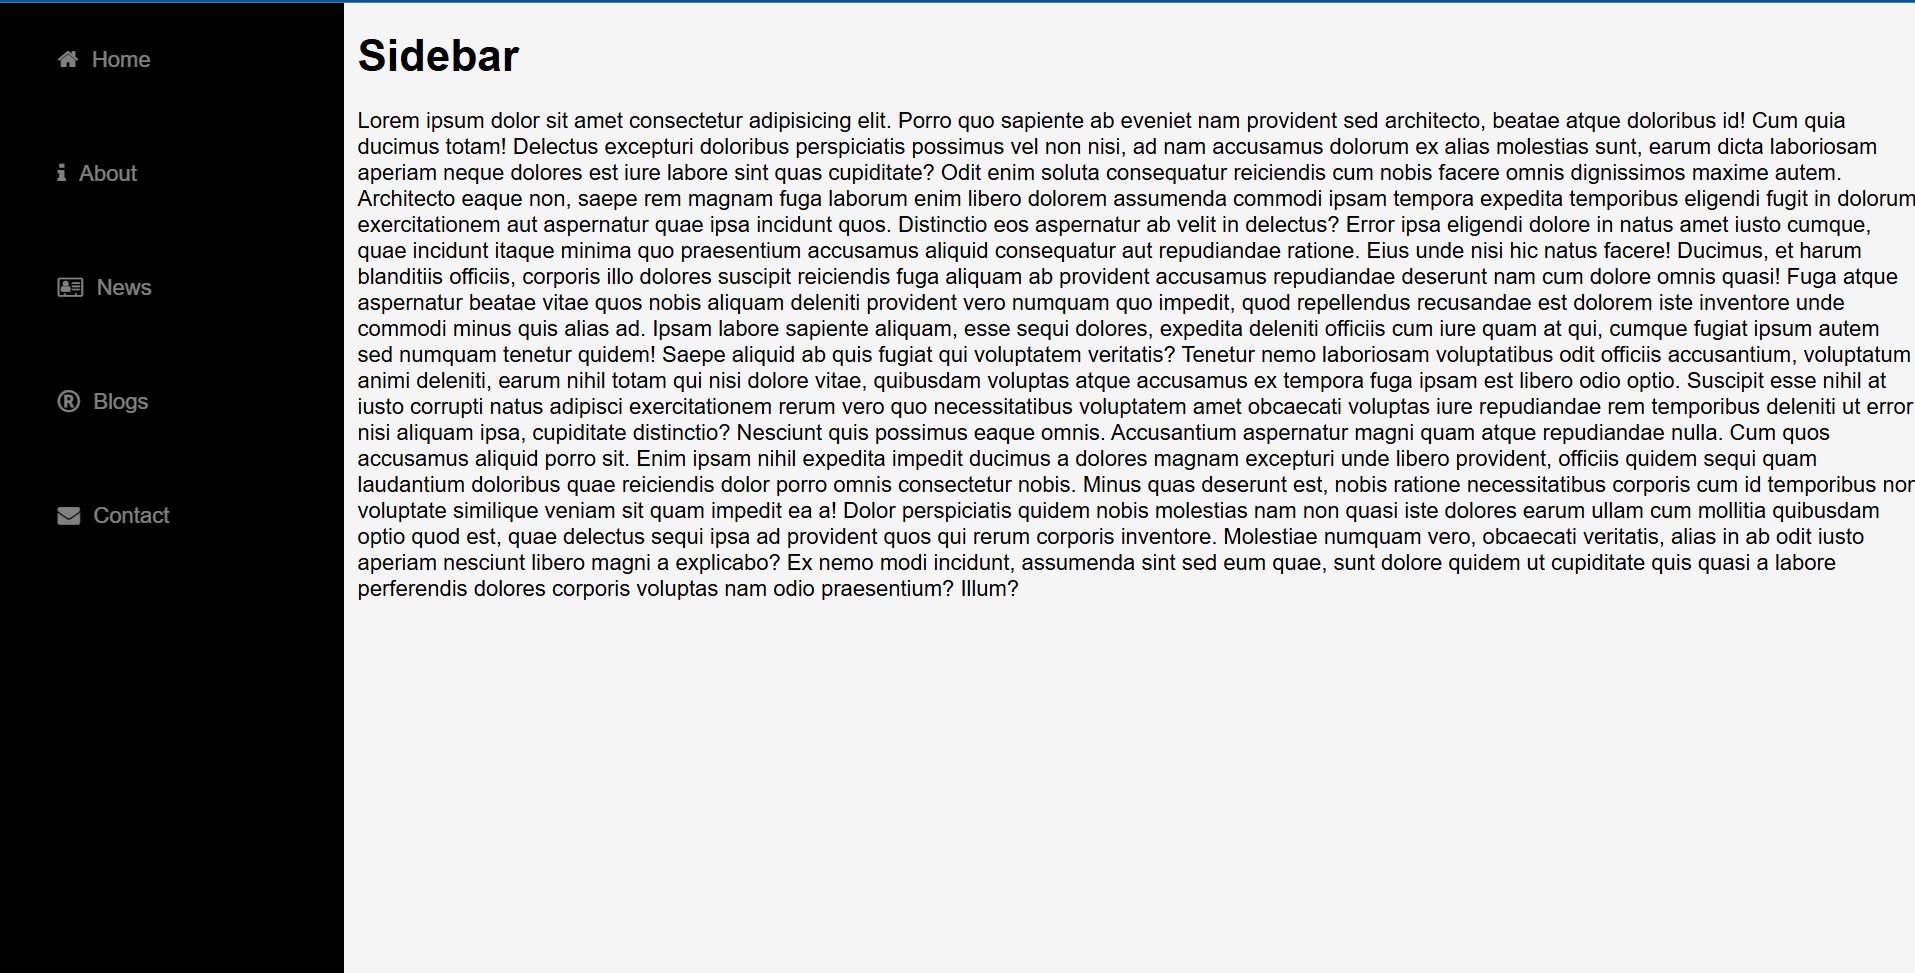 Home
About
News
Blogs
Contact
Sidebar
Lorem ipsum dolor sit amet consectetur adipisicing elit. Porro quo sapiente ab eveniet nam provident sed architecto, beatae atque doloribus id! Cum quia
ducimus totam! Delectus excepturi doloribus perspiciatis possimus vel non nisi, ad nam accusamus dolorum ex alias molestias sunt, earum dicta laboriosam
aperiam neque dolores est iure labore sint quas cupiditate? Odit enim soluta consequatur reiciendis cum nobis facere omnis dignissimos maxime autem.
Architecto eaque non, saepe rem magnam fuga laborum enim libero dolorem assumenda commodi ipsam tempora expedita temporibus eligendi fugit in dolorum
exercitationem aut aspernatur quae ipsa incidunt quos. Distinctio eos aspernatur ab velit in delectus? Error ipsa eligendi dolore in natus amet iusto cumque,
quae incidunt itaque minima quo praesentium accusamus aliquid consequatur aut repudiandae ratione. Eius unde nisi hic natus facere! Ducimus, et harum
blanditiis officiis, corporis illo dolores suscipit reiciendis fuga aliquam ab provident accusamus repudiandae deserunt nam cum dolore omnis quasi! Fuga atque
aspernatur beatae vitae quos nobis aliquam deleniti provident vero numquam quo impedit, quod repellendus recusandae est dolorem iste inventore unde
commodi minus quis alias ad. Ipsam labore sapiente aliquam, esse sequi dolores, expedita deleniti officiis cum iure quam at qui, cumque fugiat ipsum autem
sed numquam tenetur quidem! Saepe aliquid ab quis fugiat qui voluptatem veritatis? Tenetur nemo laboriosam voluptatibus odit officiis accusantium, voluptatum
animi deleniti, earum nihil totam qui nisi dolore vitae, quibusdam voluptas atque accusamus ex tempora fuga ipsam est libero odio optio. Suscipit esse nihil at
iusto corrupti natus adipisci exercitationem rerum vero quo necessitatibus voluptatem amet obcaecati voluptas iure repudiandae rem temporibus deleniti ut error
nisi aliquam ipsa, cupiditate distinctio? Nesciunt quis possimus eaque omnis. Accusantium aspernatur magni quam atque repudiandae nulla. Cum quos
accusamus aliquid porro sit. Enim ipsam nihil expedita impedit ducimus a dolores magnam excepturi unde libero provident, officiis quidem sequi quam
laudantium doloribus quae reiciendis dolor porro omnis consectetur nobis. Minus quas deserunt est, nobis ratione necessitatibus corporis cum id temporibus non
voluptate similique veniam sit quam impedit ea a! Dolor perspiciatis quidem nobis molestias nam non quasi iste dolores earum ullam cum mollitia quibusdam
optio quod est, quae delectus sequi ipsa ad provident quos qui rerum corporis inventore. Molestiae numquam vero, obcaecati veritatis, alias in ab odit iusto
aperiam nesciunt libero magni a explicabo? Ex nemo modi incidunt, assumenda sint sed eum quae, sunt dolore quidem ut cupiditate quis quasi a labore
perferendis dolores corporis voluptas nam odio praesentium? Illum?